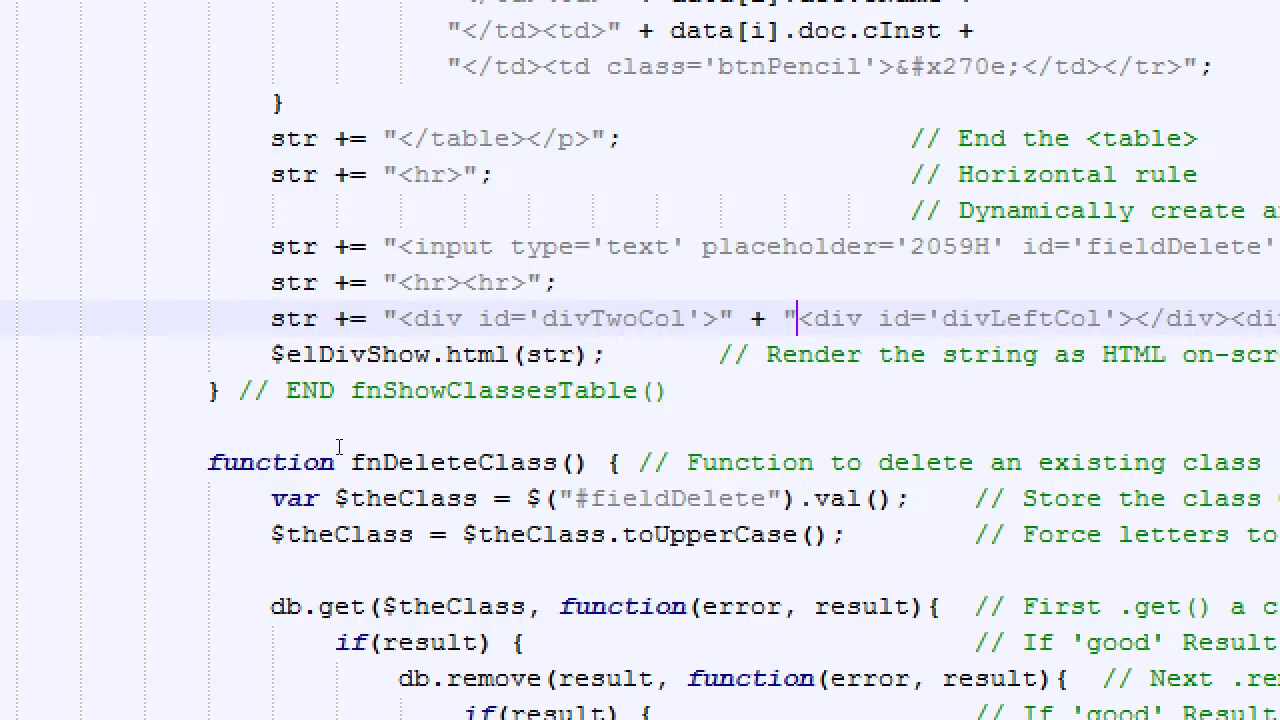 "</td><td>" + data[i].doc.cInst +
"</td><td class='btnPencil'>&#x270e;</td></tr>";
}
str += "</table></p>"; // End the <table>
str += "<hr>"; // Horizontal rule
// Dynamically create
str += "<input type='text' placeholder='2059H' id='fieldDelete'
str += "<hr><hr>";
str += "<div id='divTwoCol'>" + "<div id='divLeftCol'></div><di
$elDivShow.html(str); // Render the string as HTML on-scr
} // END fnShowClassesTable()
function fnDeleteClass() { // Function to delete an existing class
var $theClass = $("#fieldDelete").val(); // Store the class
$theClass = $theClass.toUpperCase(); // Force letters to
db.get($theClass, function(error, result){ // First .get() a c
if(result) { // If 'good' Result
db.remove(result, function(error, result){ // Next .re
if(result) { // If 'good' Result